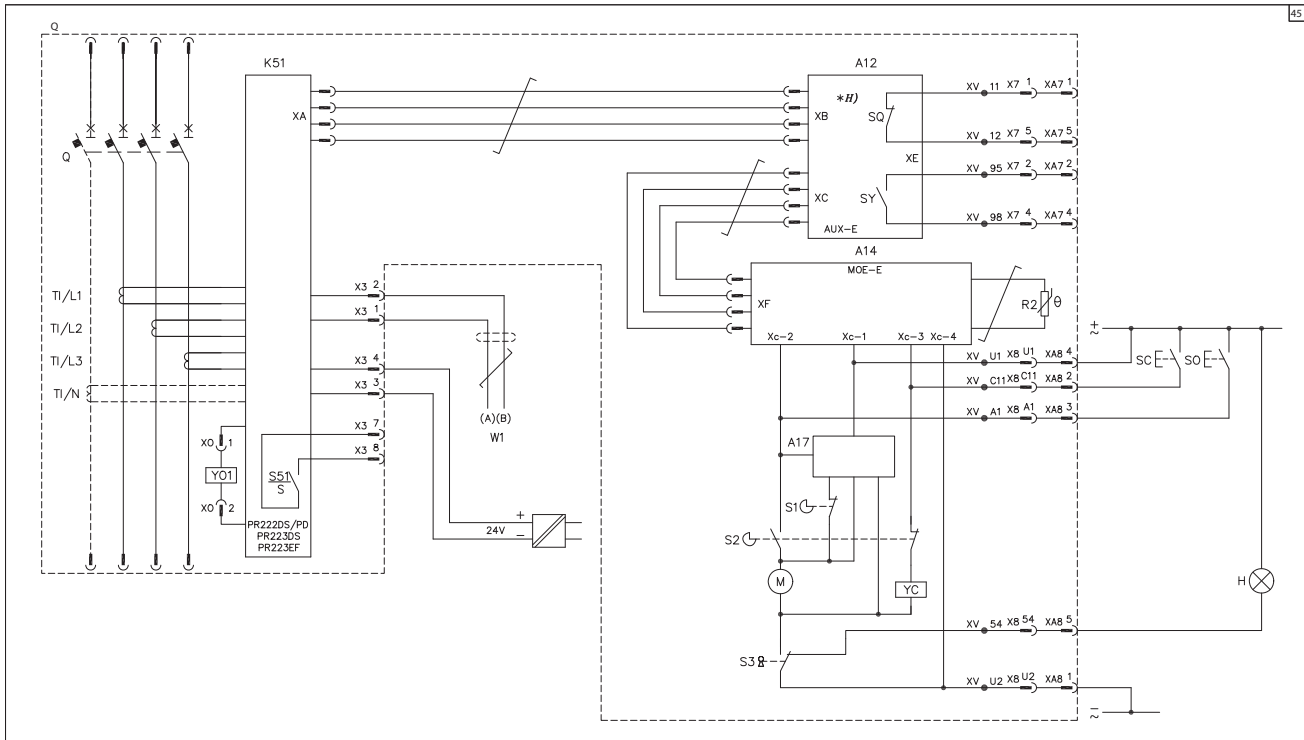 45
Q
K51
A12
XA
*H)
XB
SQ
XE
XC
SY
AUX-E
XV 11 X7 1 XA7 1
XV 12 X7 5 XA7 5
XV 95 X7 2 XA7 2
XV 98 X7 4 XA7 4
Q
A14
MOE-E
XF
R2 θ
Xc-2 Xc-1 Xc-3 Xc-4
TI/L1
TI/L2
TI/L3
TI/N
X3 2
X3 1
X3 4
X3 3
X3 7
X3 8
(A)(B)
W1
+
~
XV U1 X8 U1 XA8 4
XV C11 X8 C11 XA8 2
XV A1 X8 A1 XA8 3
SC
SO
A17
XO 1
YO1
XO 2
S51
S
S1
S2
PR222DS/PD
PR223DS
PR223EF
+
24V
−
M
YC
H
XV 54 X8 54 XA8 5
S3
XV U2 X8 U2 XA8 1
−
~